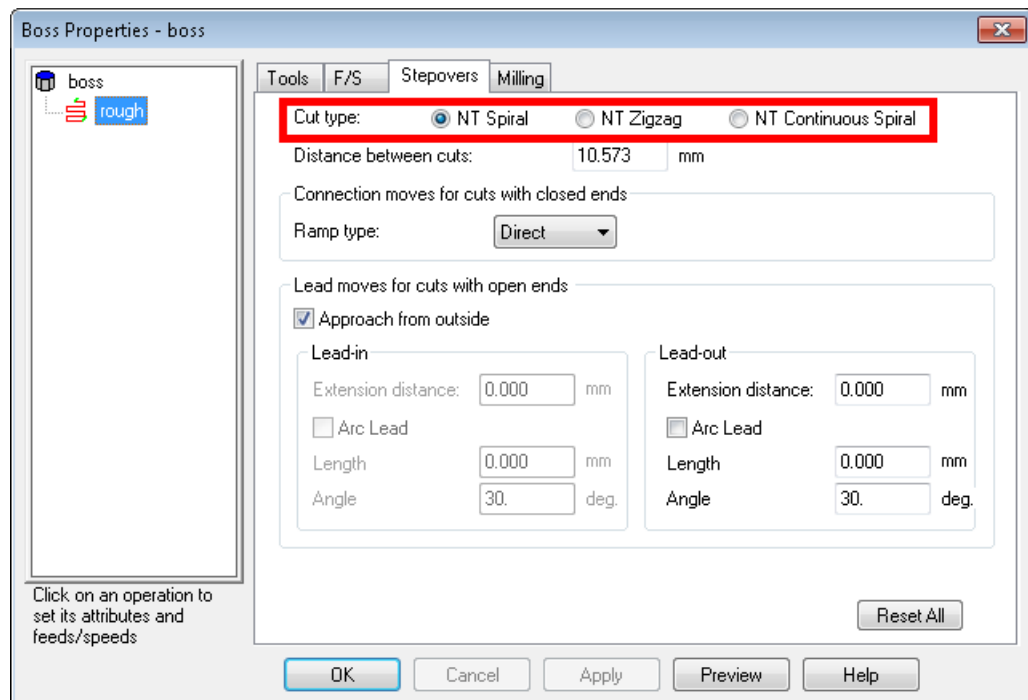 Boss Properties - boss
boss
rough
Tools F/S Stepovers Milling
Cut type: NT Spiral NT Zigzag NT Continuous Spiral
Distance between cuts: 10.573 mm
Connection moves for cuts with closed ends
Ramp type: Direct
Lead moves for cuts with open ends
Approach from outside
Lead-in
Extension distance: 0.000 mm
Arc Lead
Length 0.000 mm
Angle 30. deg.
Lead-out
Extension distance: 0.000 mm
Arc Lead
Length 0.000 mm
Angle 30. deg.
Click on an operation to
set its attributes and
feeds/speeds
Reset All
OK Cancel Apply Preview Help